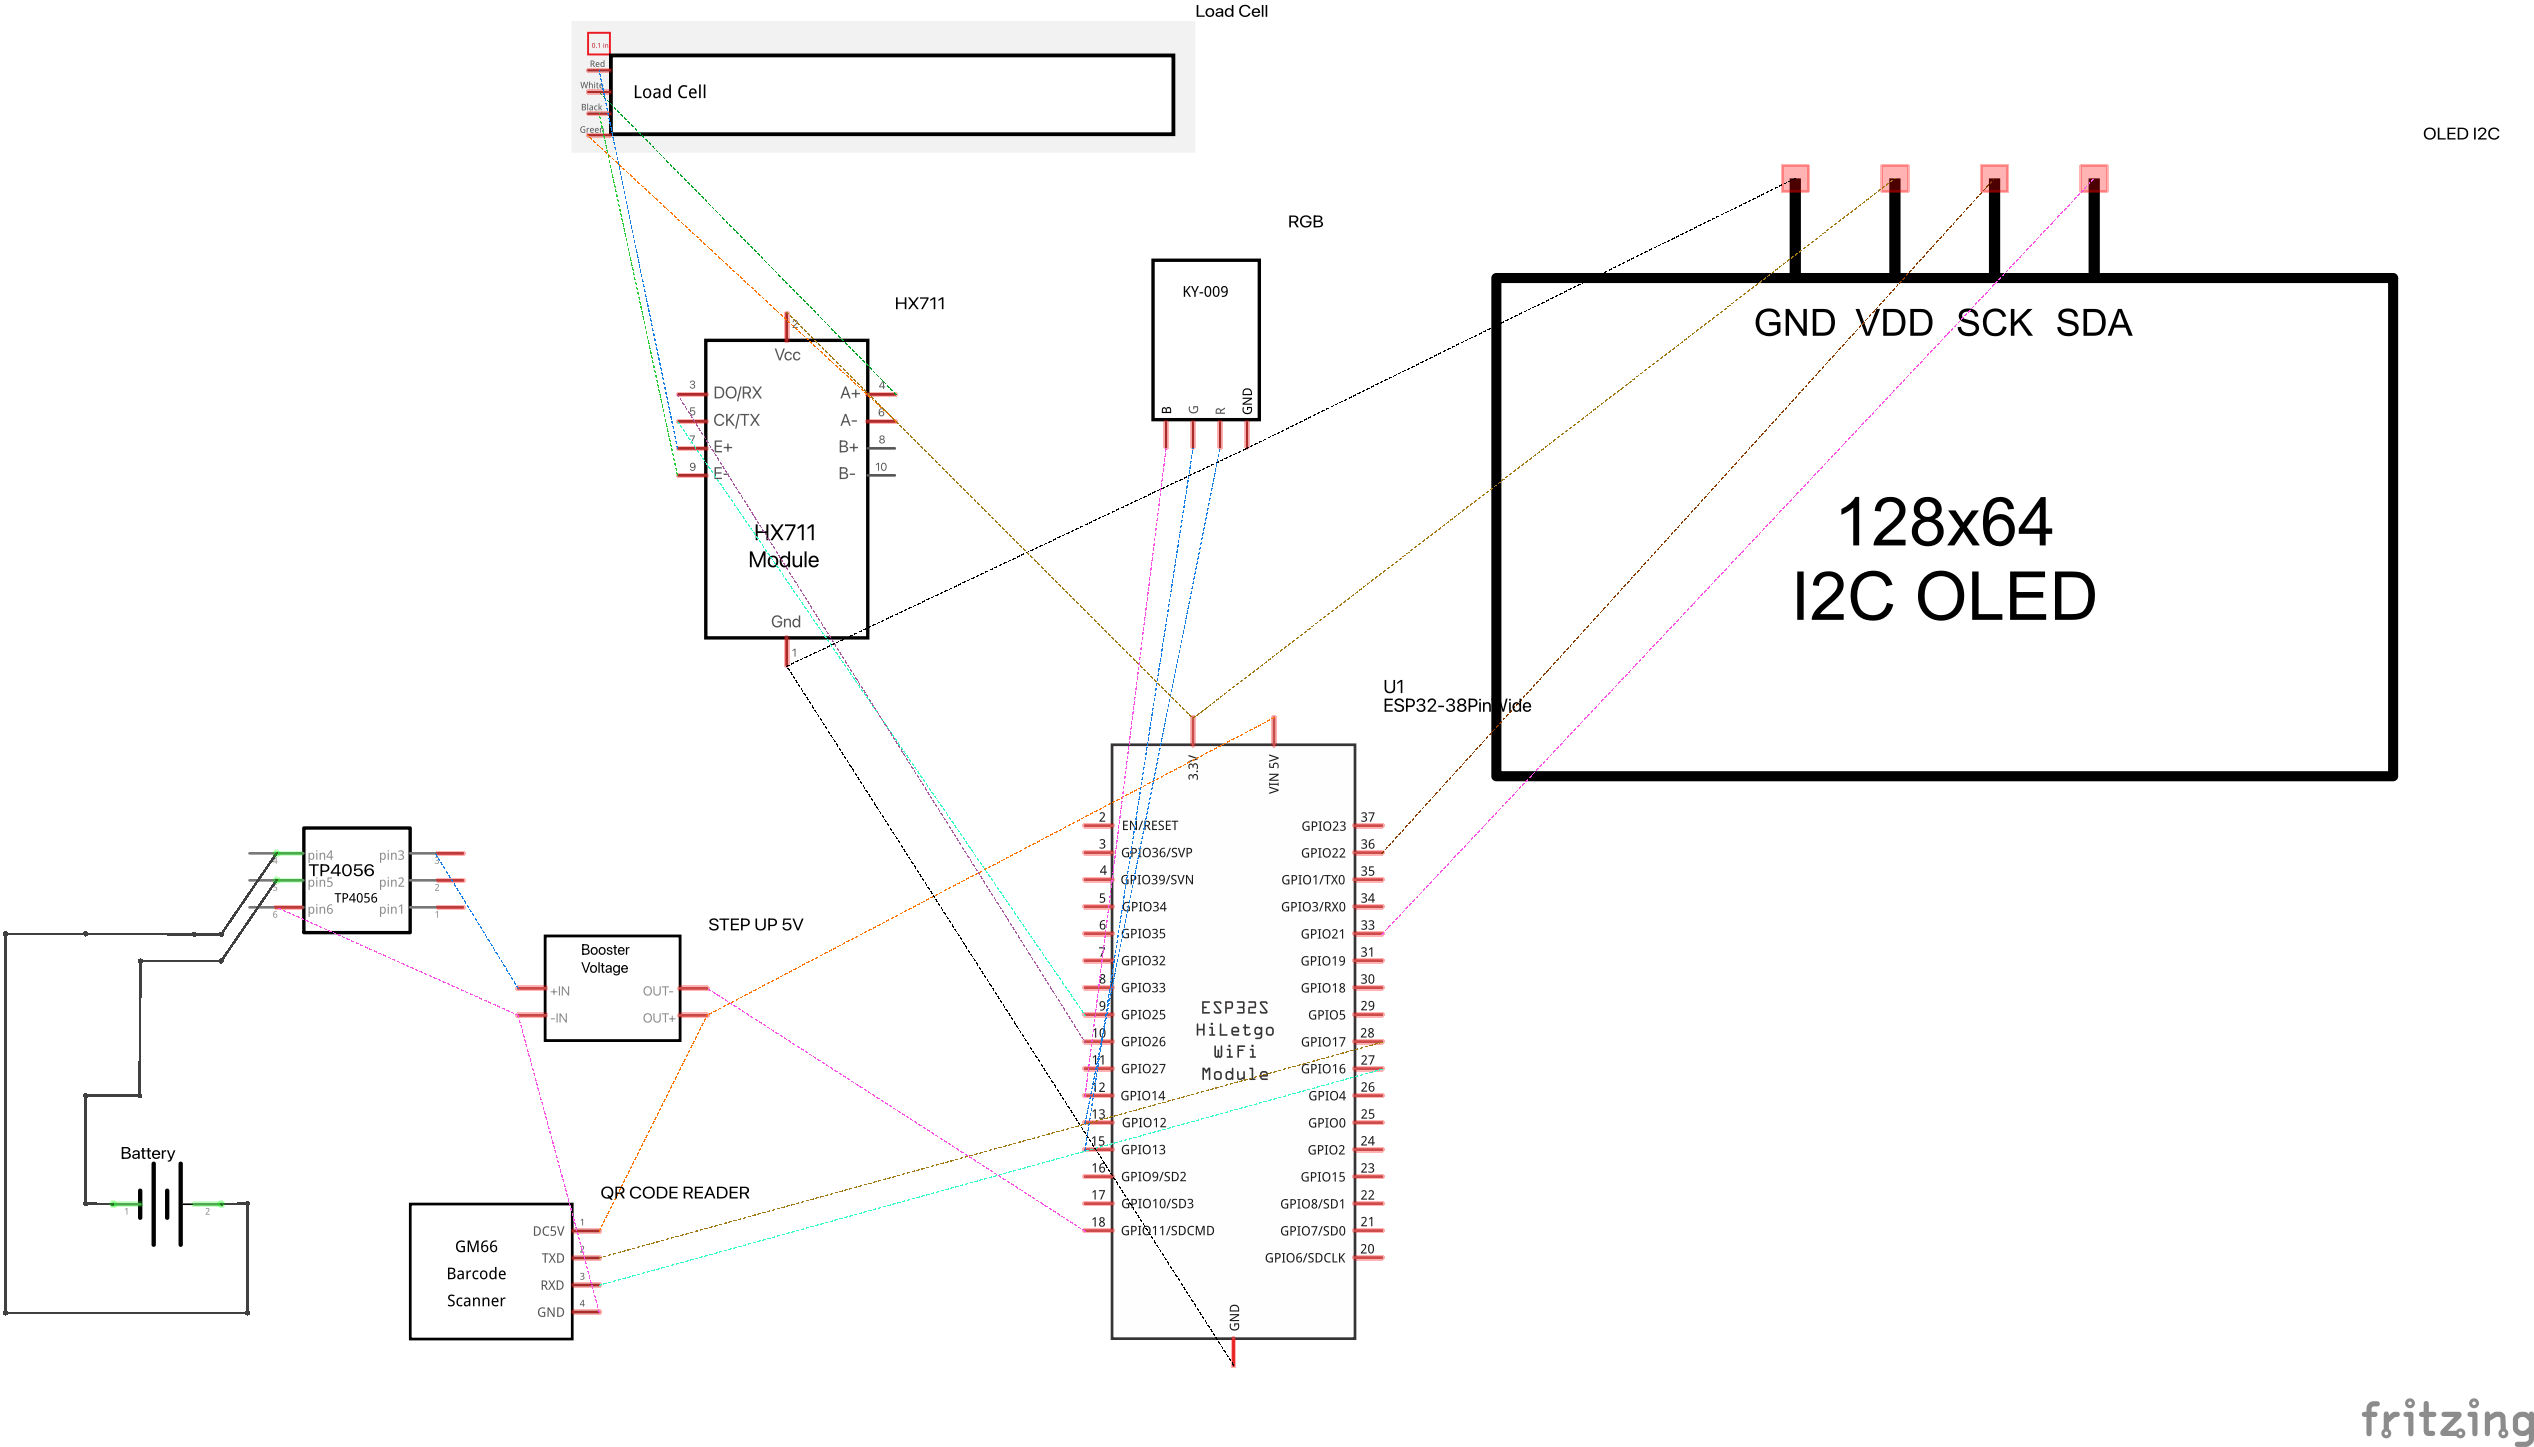 Load Cell
0.1 in
Red
White
Black
Green
Load Cell
OLED I2C
RGB
KY-009
B
G
R
GND
GND VDD SCK SDA
128x64
I2C OLED
HX711
2
Vcc
3 DO/RX A+ 4
5 CK/TX A- 6
7 E+ B+ 8
9 E- B- 10
HX711
Module
Gnd
1
U1
ESP32-38PinWide
3.3V
VIN 5V
2 EN/RESET GPIO23 37
3 GPIO36/SVP GPIO22 36
4 GPIO39/SVN GPIO1/TX0 35
5 GPIO34 GPIO3/RX0 34
6 GPIO35 GPIO21 33
7 GPIO32 GPIO19 31
8 GPIO33 GPIO18 30
9 GPIO25 GPIO5 29
10 GPIO26 GPIO17 28
11 GPIO27 GPIO16 27
12 GPIO14 GPIO4 26
13 GPIO12 GPIO0 25
15 GPIO13 GPIO2 24
16 GPIO9/SD2 GPIO15 23
17 GPIO10/SD3 GPIO8/SD1 22
18 GPIO11/SDCMD GPIO7/SD0 21
GPIO6/SDCLK 20
ESP32S
HiLetgo
WiFi
Module
GND
4 pin4 pin3 3
TP4056
5 pin5 pin2 2
TP4056
6 pin6 pin1 1
STEP UP 5V
Booster
Voltage
+IN OUT-
-IN OUT+
Battery
1 2
QR CODE READER
GM66
Barcode
Scanner
DC5V 1
TXD 2
RXD 3
GND 4
fritzing